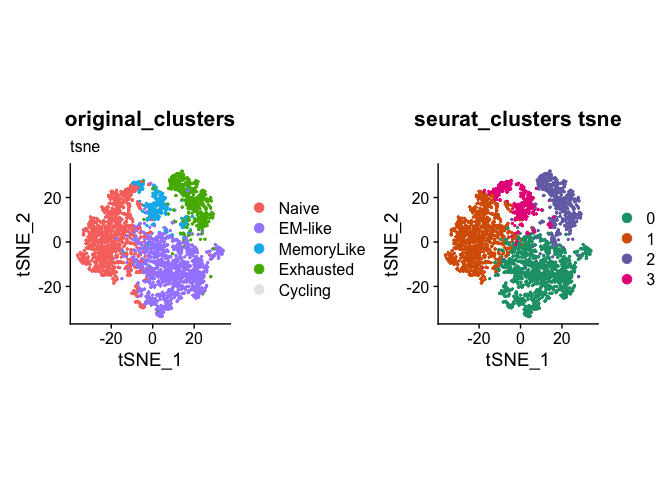 original_clusters
tsne
tSNE_2
20
0
-20
-20 0 20
tSNE_1
Naive
EM-like
MemoryLike
Exhausted
Cycling
seurat_clusters tsne
tSNE_2
20
0
-20
-20 0 20
tSNE_1
0
1
2
3